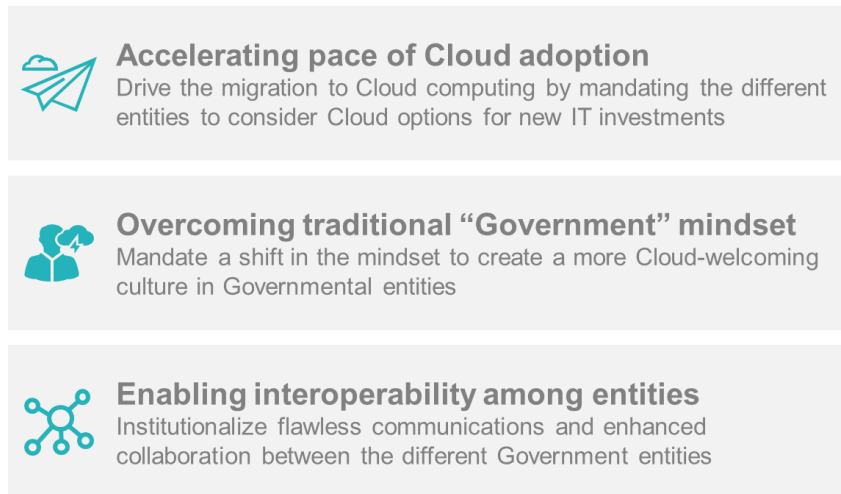 Accelerating pace of Cloud adoption
Drive the migration to Cloud computing by mandating the different
entities to consider Cloud options for new IT investments
Overcoming traditional “Government” mindset
Mandate a shift in the mindset to create a more Cloud-welcoming
culture in Governmental entities
Enabling interoperability among entities
Institutionalize flawless communications and enhanced
collaboration between the different Government entities